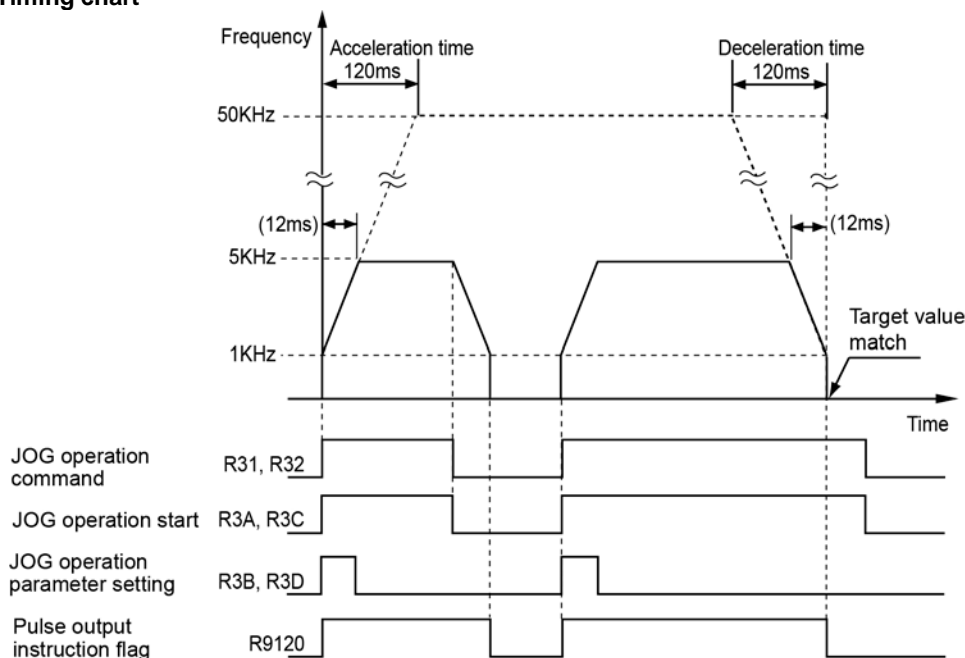 Timing chart
Frequency
Acceleration time
120ms
Deceleration time
120ms
50KHz
(12ms)
(12ms)
5KHz
Target value
match
1KHz
Time
JOG operation
command
R31, R32
JOG operation start
R3A, R3C
JOG operation
parameter setting
R3B, R3D
Pulse output
instruction flag
R9120